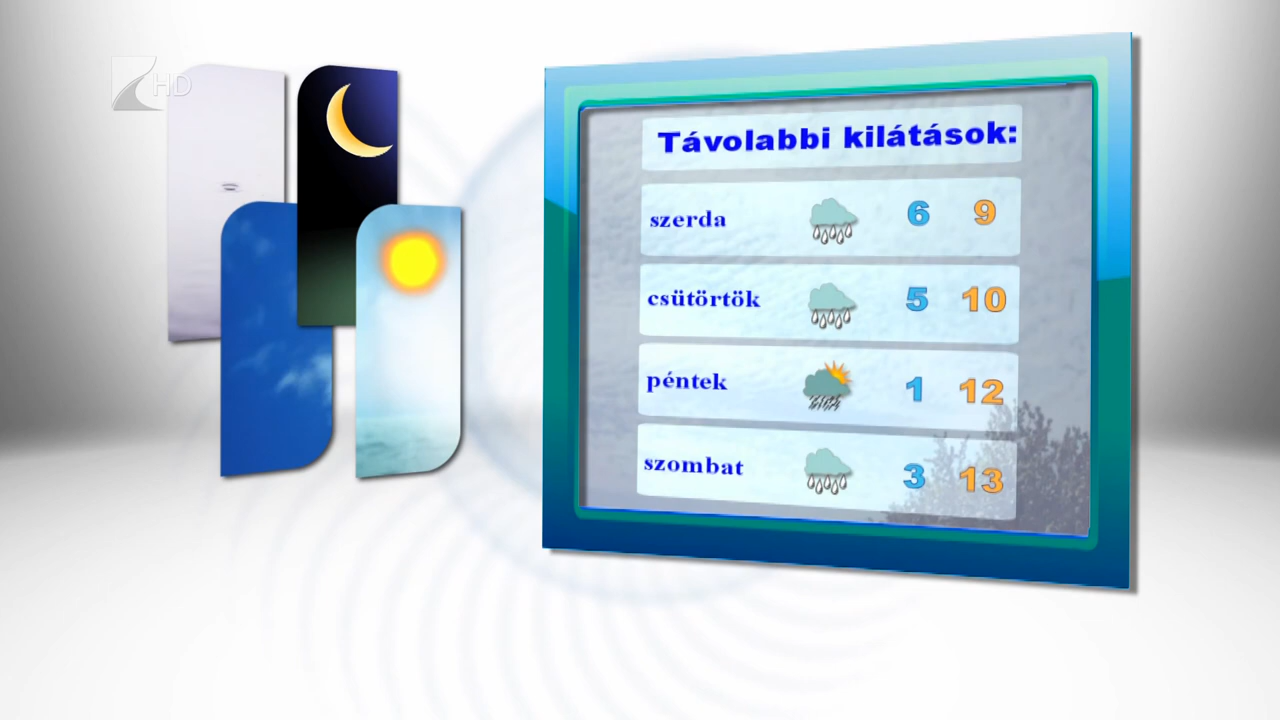 HD
Távolabbi kilátások:
szerda 6 9
csütörtök 5 10
péntek 1 12
szombat 3 13